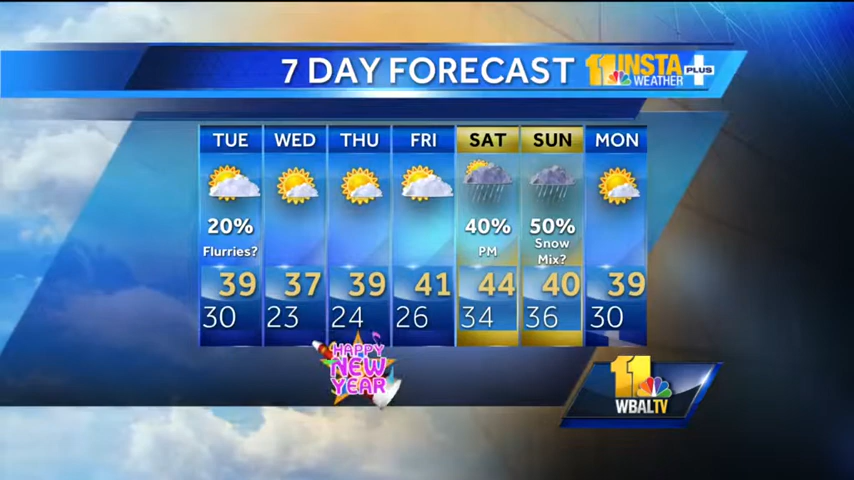 7 DAY FORECAST 11 INSTA WEATHER PLUS
TUE WED THU FRI SAT SUN MON
20% 40% 50%
Flurries? PM Snow
Mix?
39 37 39 41 44 40 39
30 23 24 26 34 36 30
HAPPY
NEW
YEAR
11
WBALTV